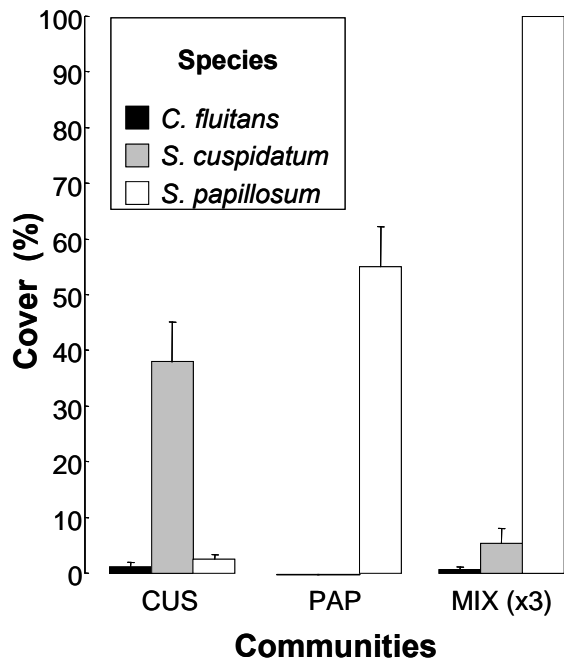 Species
C. fluitans
S. cuspidatum
S. papillosum
Cover (%)
100
90
80
70
60
50
40
30
20
10
0
CUS PAP MIX (x3)
Communities